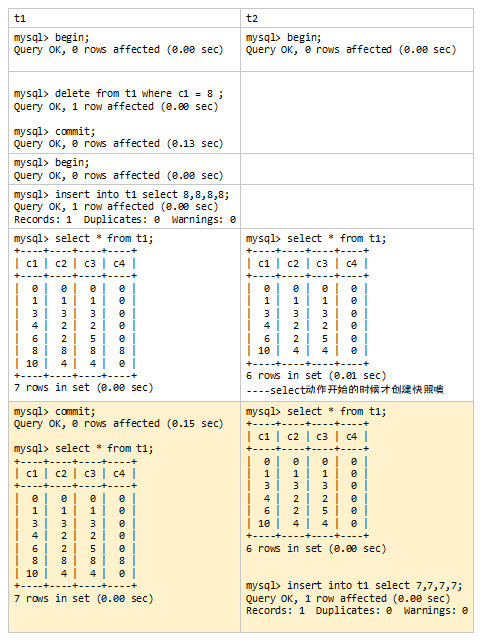 t1
t2
mysql> begin;
Query OK, 0 rows affected (0.00 sec)
mysql> begin;
Query OK, 0 rows affected (0.00 sec)
mysql> delete from t1 where c1 = 8 ;
Query OK, 1 row affected (0.00 sec)
mysql> commit;
Query OK, 0 rows affected (0.13 sec)
mysql> begin;
Query OK, 0 rows affected (0.00 sec)
mysql> insert into t1 select 8,8,8,8;
Query OK, 1 row affected (0.00 sec)
Records: 1  Duplicates: 0  Warnings: 0
mysql> select * from t1;
+----+----+----+----+
| c1 | c2 | c3 | c4 |
+----+----+----+----+
|  0 |  0 |  0 |  0 |
|  1 |  1 |  1 |  0 |
|  3 |  3 |  3 |  0 |
|  4 |  2 |  2 |  0 |
|  6 |  2 |  5 |  0 |
|  8 |  8 |  8 |  8 |
| 10 |  4 |  4 |  0 |
+----+----+----+----+
7 rows in set (0.00 sec)
mysql> select * from t1;
+----+----+----+----+
| c1 | c2 | c3 | c4 |
+----+----+----+----+
|  0 |  0 |  0 |  0 |
|  1 |  1 |  1 |  0 |
|  3 |  3 |  3 |  0 |
|  4 |  2 |  2 |  0 |
|  6 |  2 |  5 |  0 |
| 10 |  4 |  4 |  0 |
+----+----+----+----+
6 rows in set (0.01 sec)
----select动作开始的时候才创建快照噢
mysql> commit;
Query OK, 0 rows affected (0.15 sec)
mysql> select * from t1;
+----+----+----+----+
| c1 | c2 | c3 | c4 |
+----+----+----+----+
|  0 |  0 |  0 |  0 |
|  1 |  1 |  1 |  0 |
|  3 |  3 |  3 |  0 |
|  4 |  2 |  2 |  0 |
|  6 |  2 |  5 |  0 |
|  8 |  8 |  8 |  8 |
| 10 |  4 |  4 |  0 |
+----+----+----+----+
7 rows in set (0.00 sec)
mysql> select * from t1;
+----+----+----+----+
| c1 | c2 | c3 | c4 |
+----+----+----+----+
|  0 |  0 |  0 |  0 |
|  1 |  1 |  1 |  0 |
|  3 |  3 |  3 |  0 |
|  4 |  2 |  2 |  0 |
|  6 |  2 |  5 |  0 |
| 10 |  4 |  4 |  0 |
+----+----+----+----+
6 rows in set (0.00 sec)
mysql> insert into t1 select 7,7,7,7;
Query OK, 1 row affected (0.00 sec)
Records: 1  Duplicates: 0  Warnings: 0